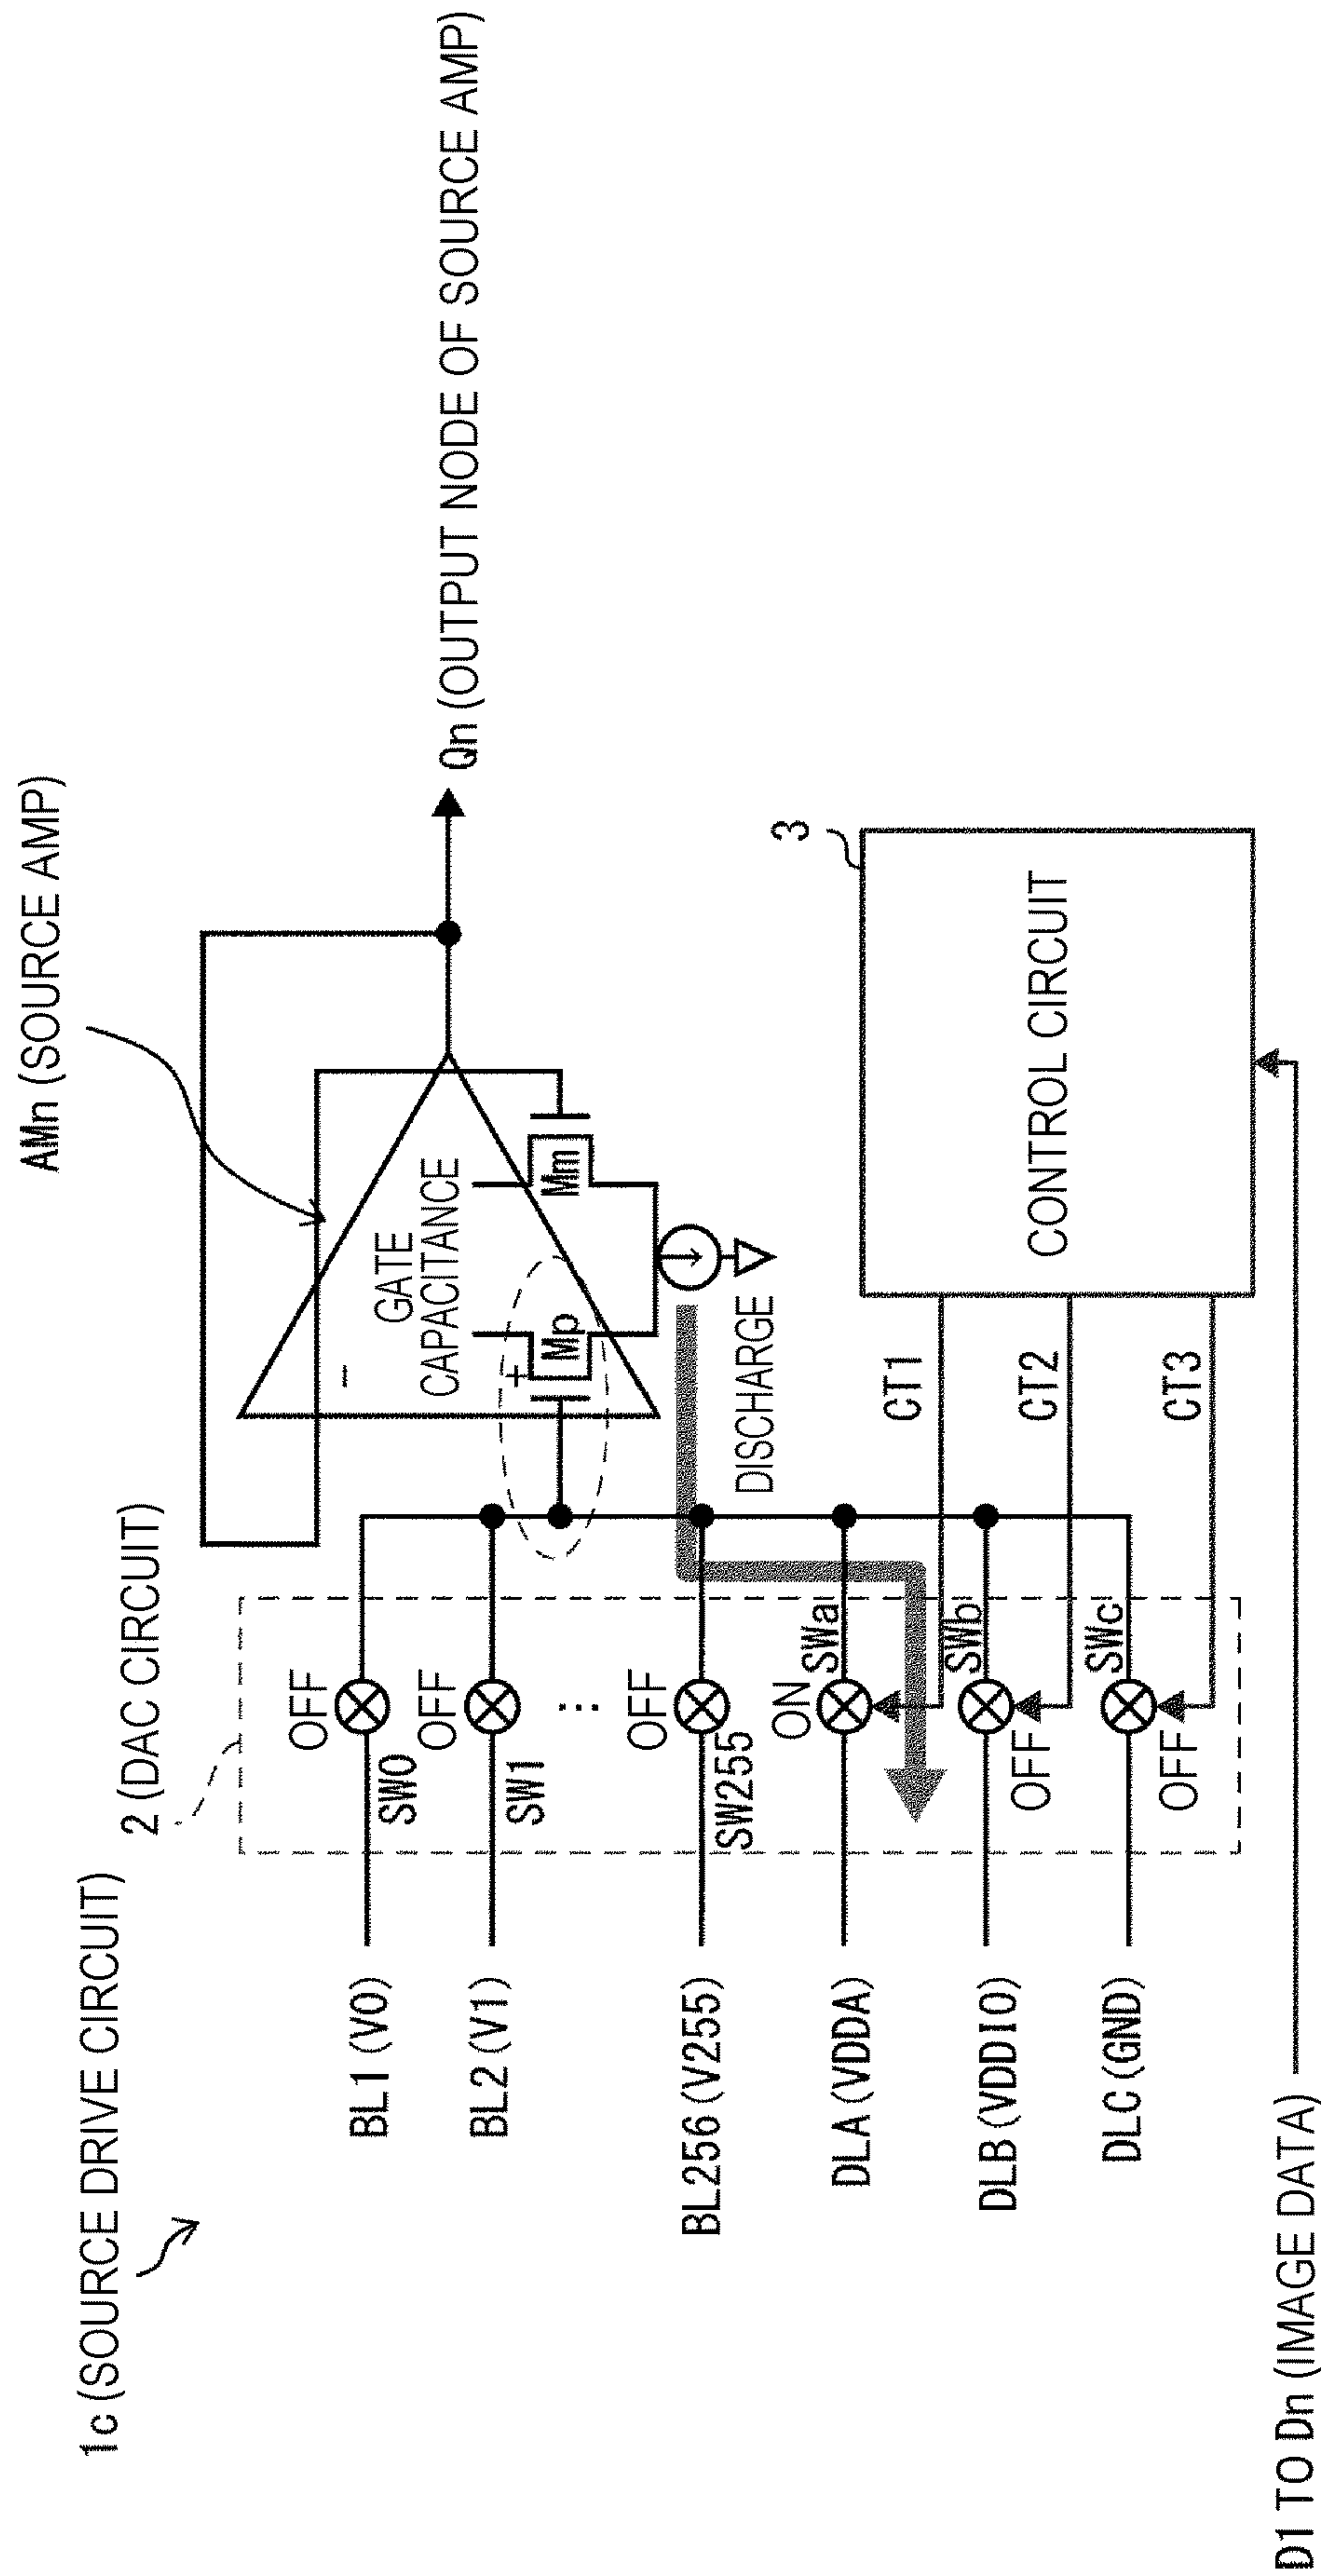 1c (SOURCE DRIVE CIRCUIT)
2 (DAC CIRCUIT)
AMn (SOURCE AMP)
BL1 (V0)
OFF
SW0
BL2 (V1)
OFF
SW1
BL256 (V255)
OFF
SW255
DLA (VDDA)
ON
SWa
DLB (VDDIO)
OFF
SWb
DLC (GND)
OFF
SWc
-
+
GATE
CAPACITANCE
Mp
Mm
DISCHARGE
Qn (OUTPUT NODE OF SOURCE AMP)
CT1
CT2
CT3
3
CONTROL CIRCUIT
D1 TO Dn (IMAGE DATA)